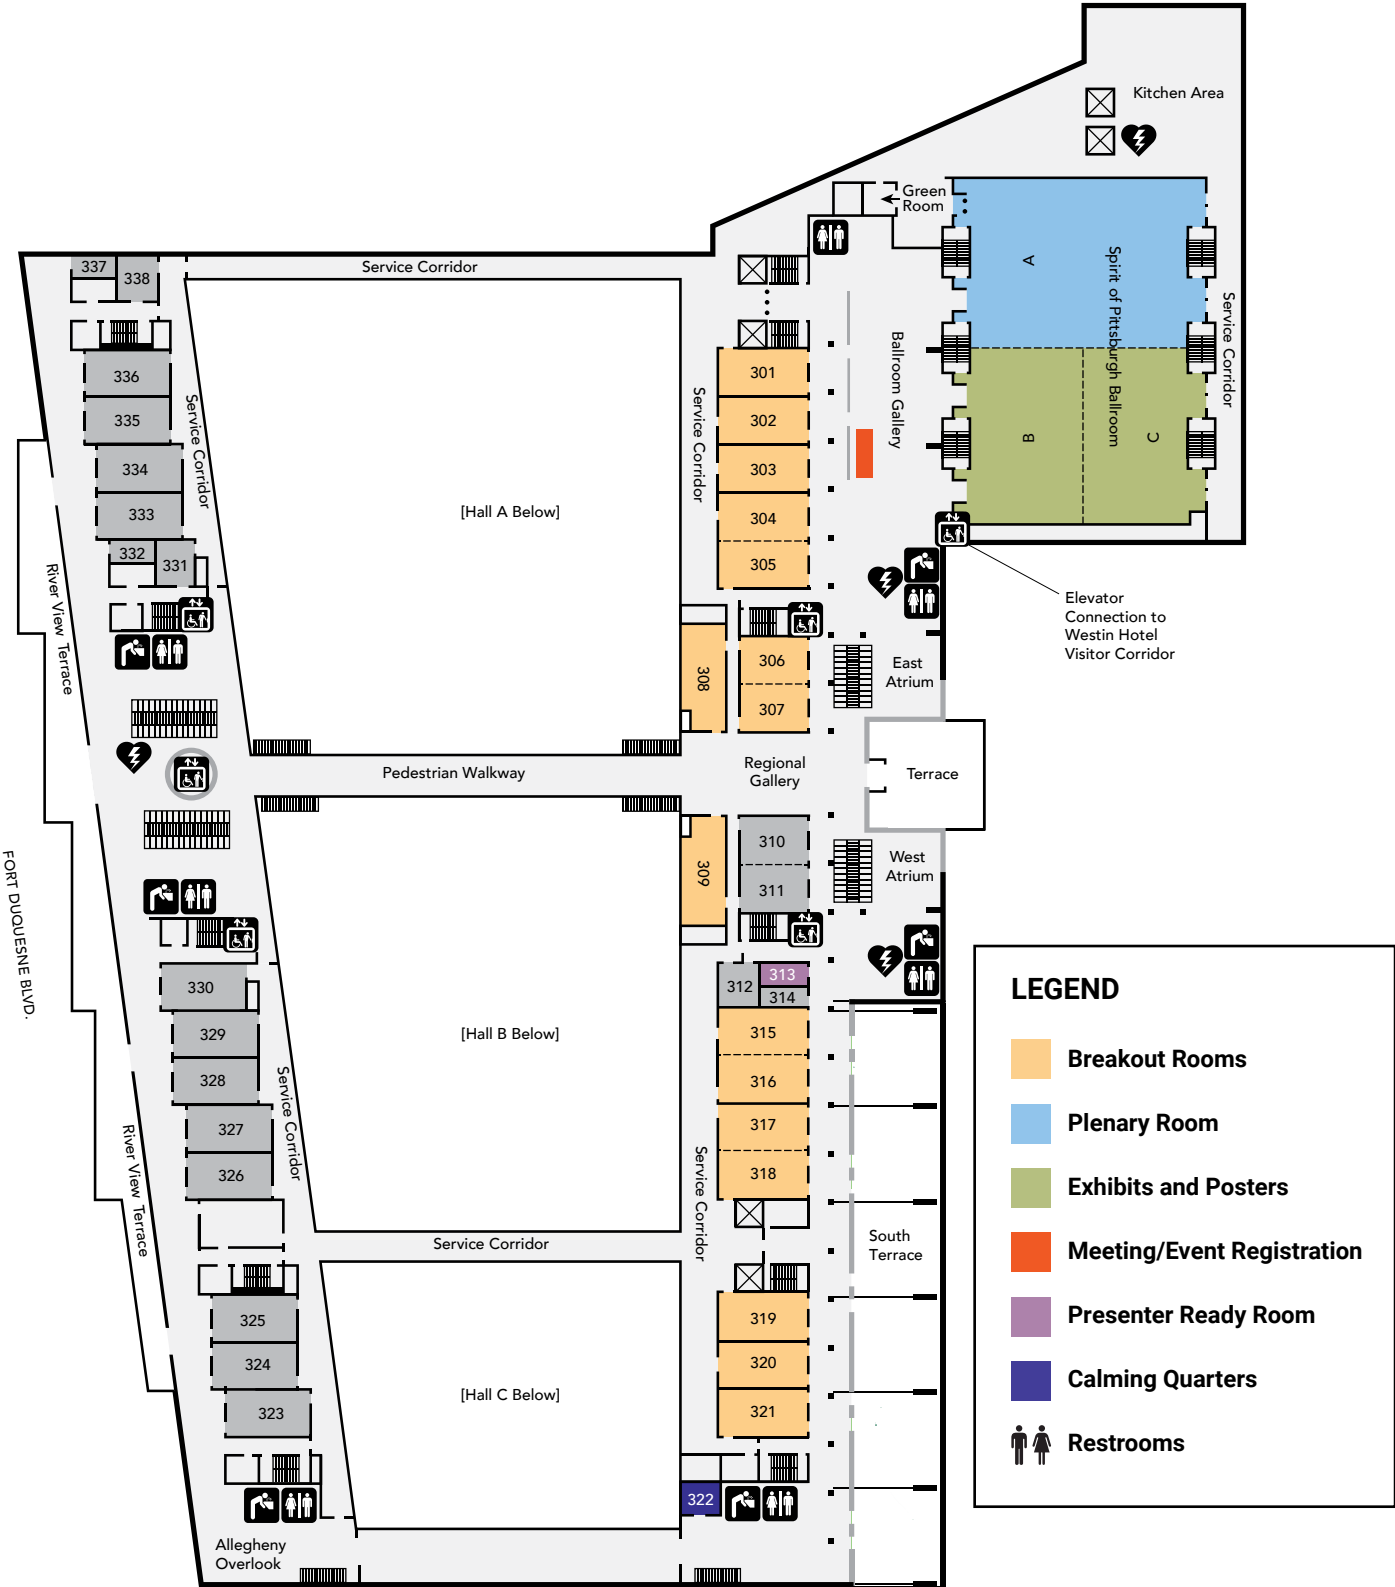 Kitchen Area
Green
Room
Service Corridor
337
338
A
Spirit of Pittsburgh Ballroom
Service Corridor
Ballroom Gallery
336
335
334
333
332
331
Service Corridor
301
302
303
304
305
Service Corridor
B
C
[Hall A Below]
River View Terrace
Elevator
Connection to
Westin Hotel
Visitor Corridor
306
307
308
East
Atrium
Pedestrian Walkway
Regional
Gallery
Terrace
309
310
311
West
Atrium
FORT DUQUESNE BLVD.
330
329
328
327
326
Service Corridor
[Hall B Below]
312
313
314
315
316
317
318
Service Corridor
River View Terrace
Service Corridor
South
Terrace
325
324
323
[Hall C Below]
319
320
321
322
Allegheny
Overlook
LEGEND
Breakout Rooms
Plenary Room
Exhibits and Posters
Meeting/Event Registration
Presenter Ready Room
Calming Quarters
Restrooms